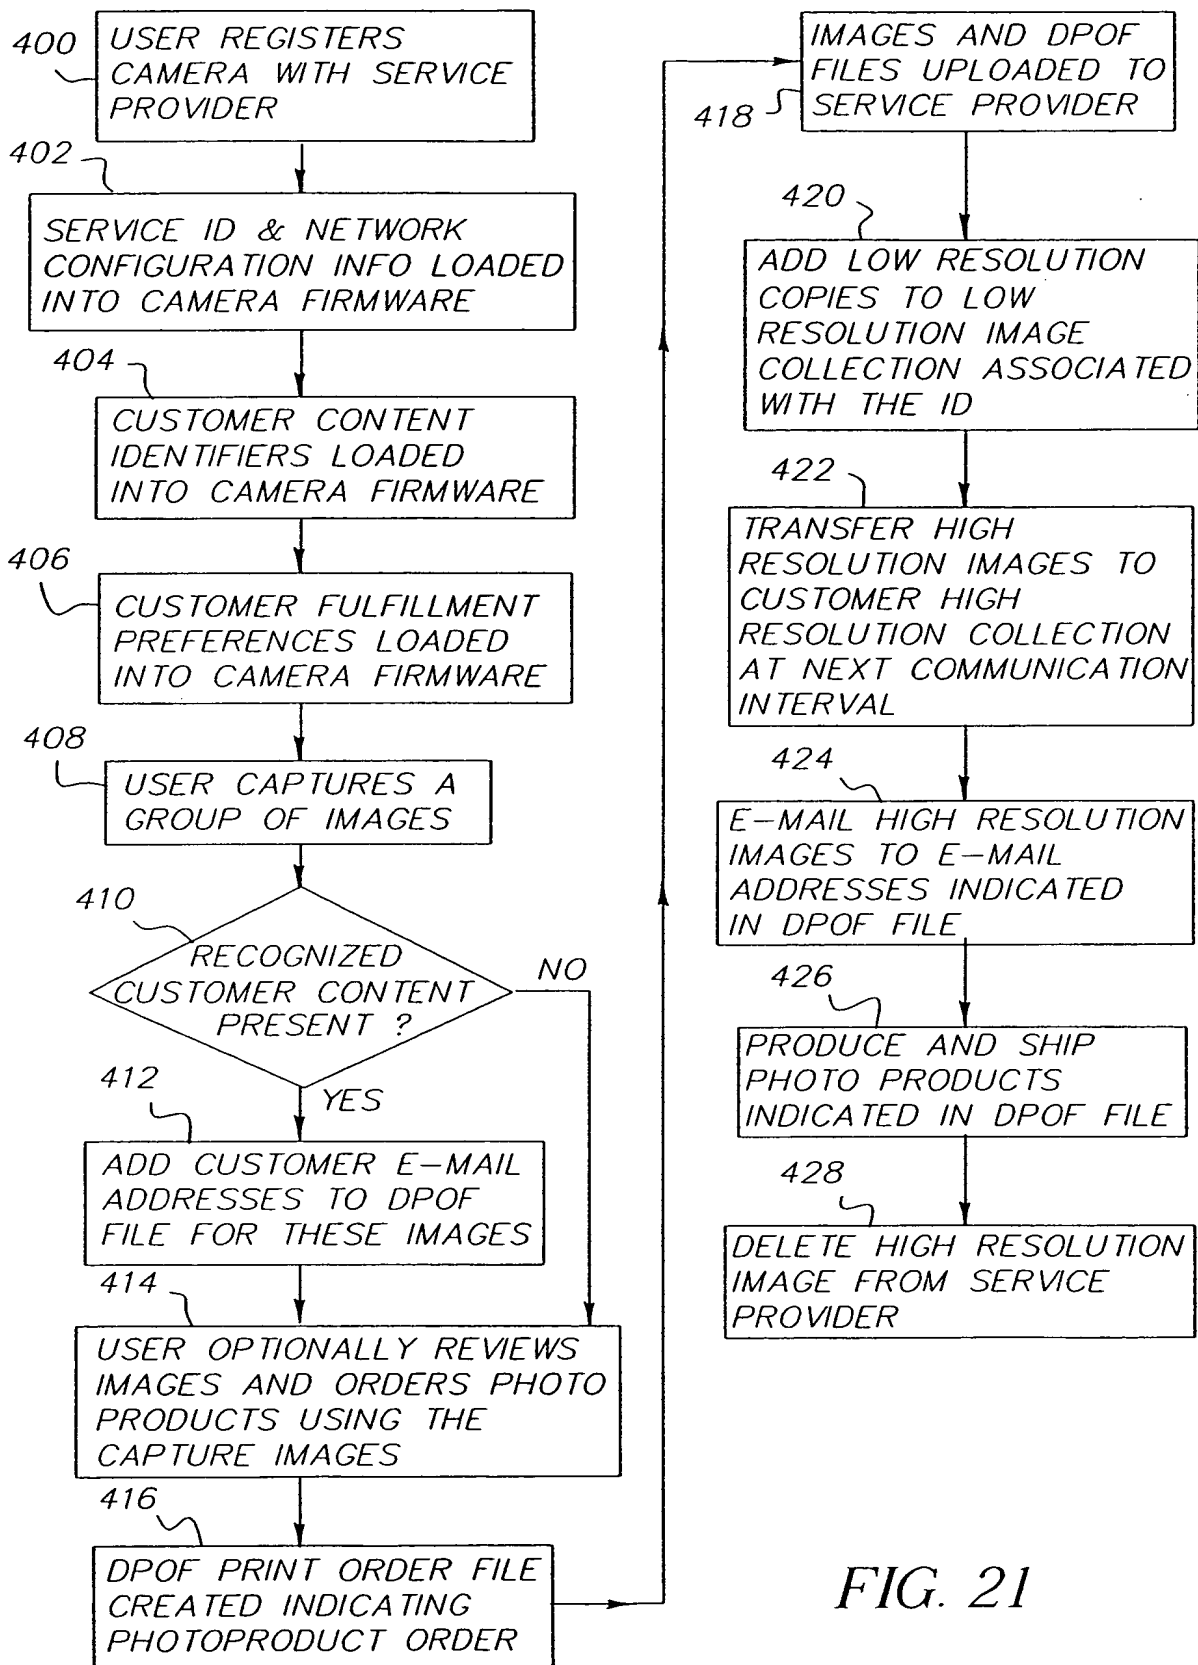 400
USER REGISTERS
CAMERA WITH SERVICE
PROVIDER
402
SERVICE ID & NETWORK
CONFIGURATION INFO LOADED
INTO CAMERA FIRMWARE
404
CUSTOMER CONTENT
IDENTIFIERS LOADED
INTO CAMERA FIRMWARE
406
CUSTOMER FULFILLMENT
PREFERENCES LOADED
INTO CAMERA FIRMWARE
408
USER CAPTURES A
GROUP OF IMAGES
410
RECOGNIZED
CUSTOMER CONTENT
PRESENT ?
NO
YES
412
ADD CUSTOMER E-MAIL
ADDRESSES TO DPOF
FILE FOR THESE IMAGES
414
USER OPTIONALLY REVIEWS
IMAGES AND ORDERS PHOTO
PRODUCTS USING THE
CAPTURE IMAGES
416
DPOF PRINT ORDER FILE
CREATED INDICATING
PHOTOPRODUCT ORDER
418
IMAGES AND DPOF
FILES UPLOADED TO
SERVICE PROVIDER
420
ADD LOW RESOLUTION
COPIES TO LOW
RESOLUTION IMAGE
COLLECTION ASSOCIATED
WITH THE ID
422
TRANSFER HIGH
RESOLUTION IMAGES TO
CUSTOMER HIGH
RESOLUTION COLLECTION
AT NEXT COMMUNICATION
INTERVAL
424
E-MAIL HIGH RESOLUTION
IMAGES TO E-MAIL
ADDRESSES INDICATED
IN DPOF FILE
426
PRODUCE AND SHIP
PHOTO PRODUCTS
INDICATED IN DPOF FILE
428
DELETE HIGH RESOLUTION
IMAGE FROM SERVICE
PROVIDER
FIG. 21